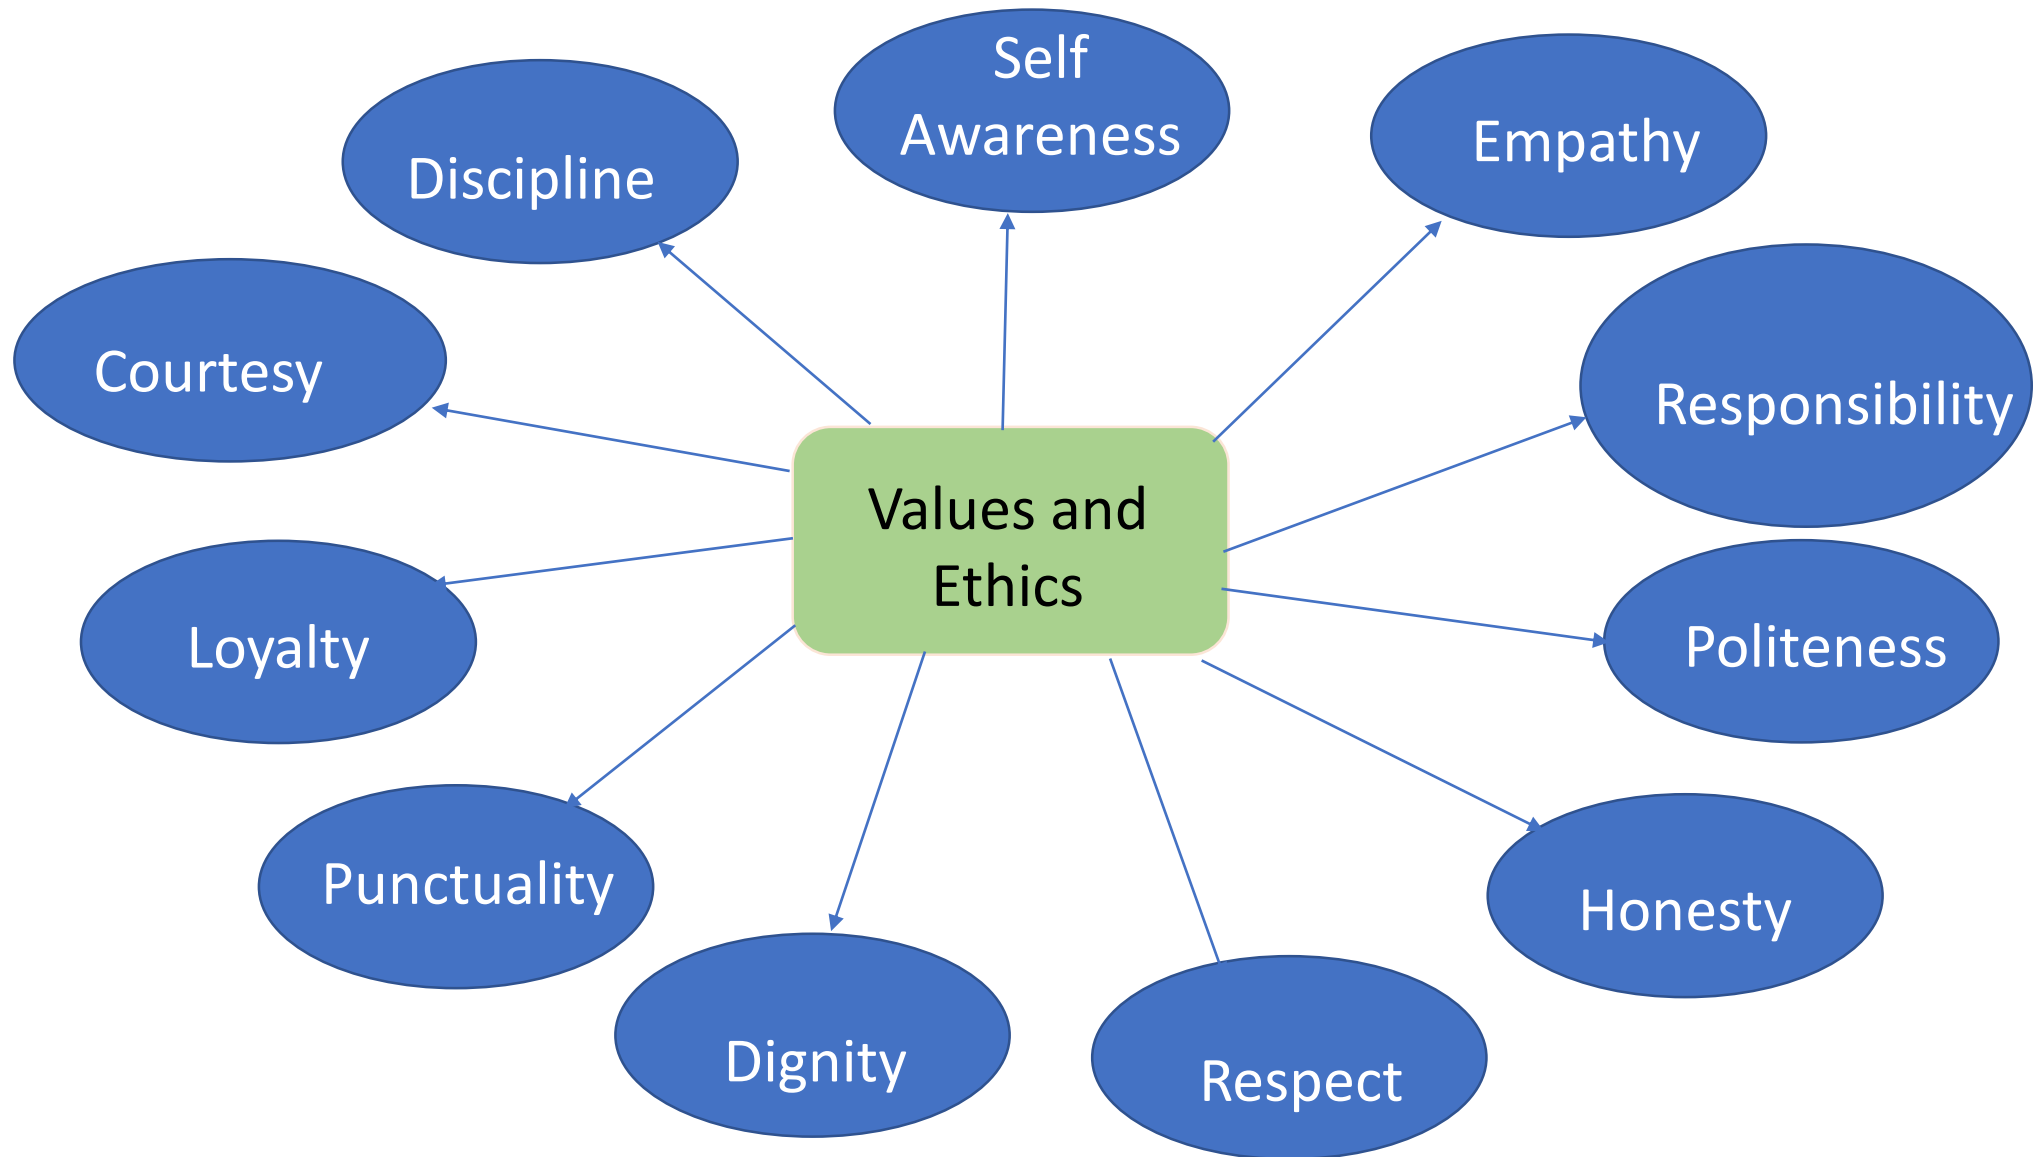 Self
Awareness
Empathy
Discipline
Courtesy
Responsibility
Values and
Ethics
Loyalty
Politeness
Punctuality
Honesty
Dignity
Respect